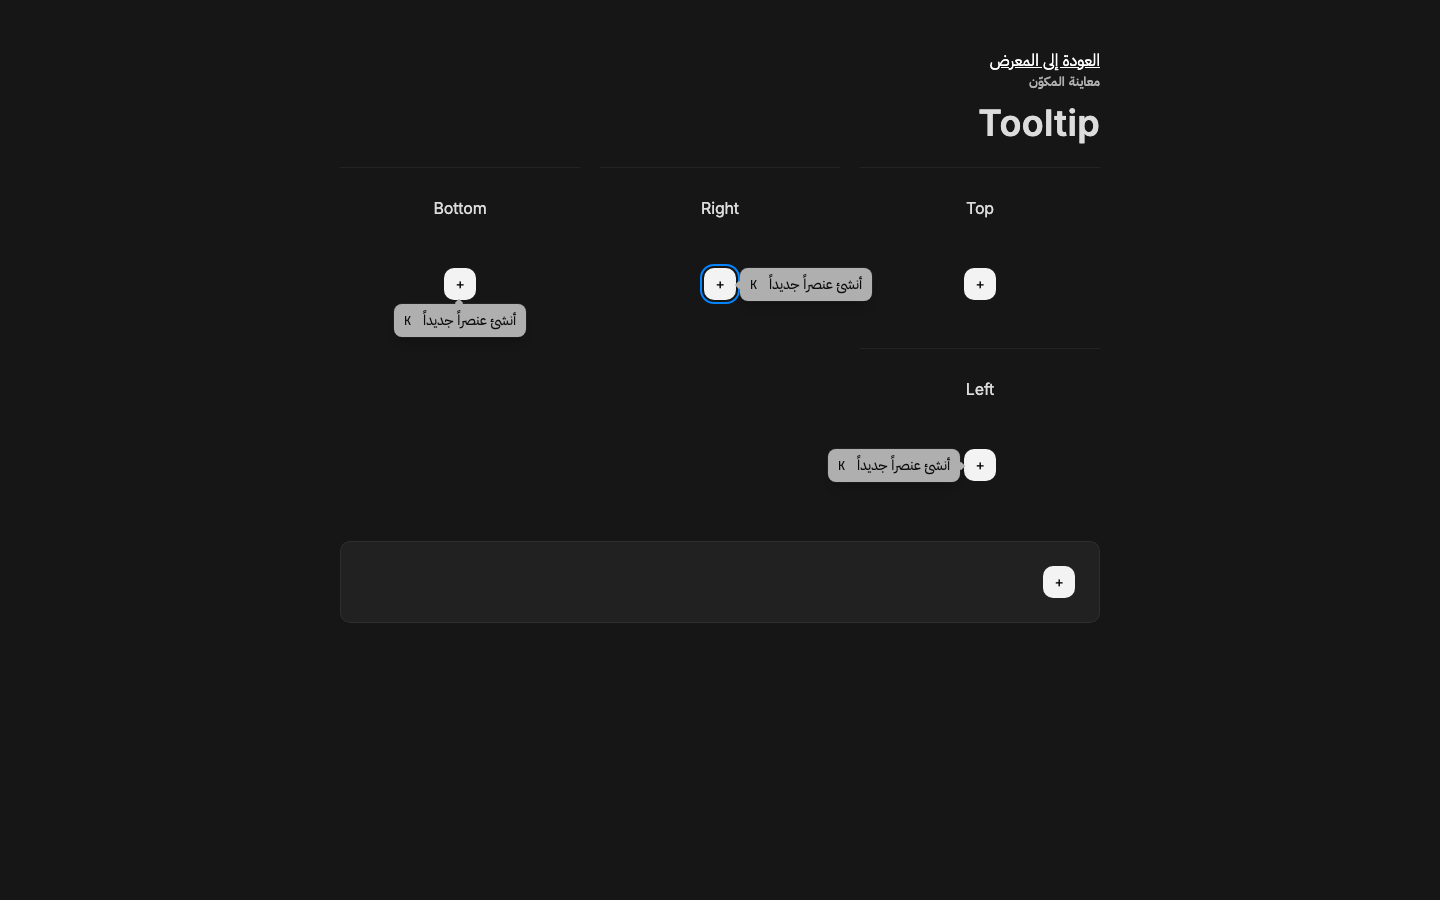 العودة إلى المعرض
معاينة المكوّن
Tooltip
Top
Right
Bottom
+
+
أنشئ عنصراً جديداً K
+
أنشئ عنصراً جديداً K
Left
+
أنشئ عنصراً جديداً K
+